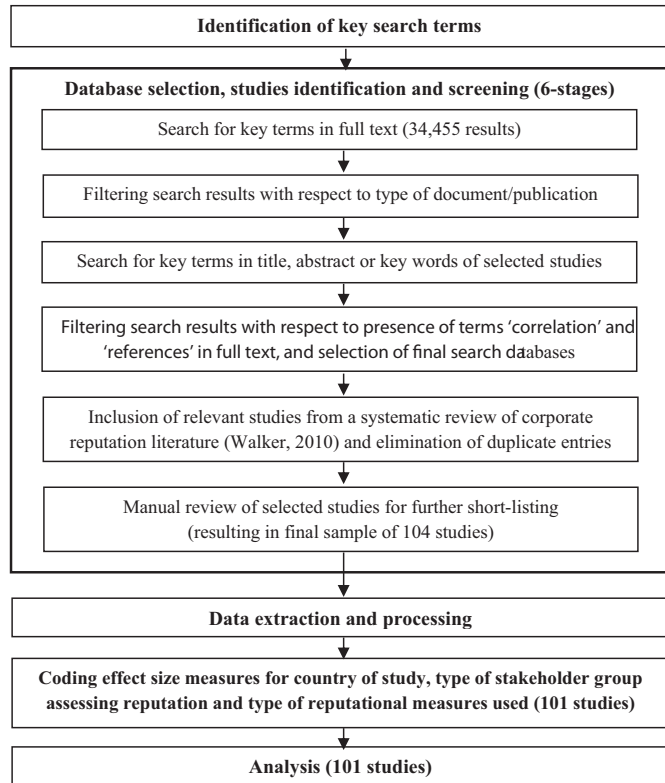 Identification of key search terms
Database selection, studies identification and screening (6-stages)
Search for key terms in full text (34,455 results)
Filtering search results with respect to type of document/publication
Search for key terms in title, abstract or key words of selected studies
Filtering search results with respect to presence of terms ‘correlation’ and
‘references’ in full text, and selection of final search databases
Inclusion of relevant studies from a systematic review of corporate
reputation literature (Walker, 2010) and elimination of duplicate entries
Manual review of selected studies for further short-listing
(resulting in final sample of 104 studies)
Data extraction and processing
Coding effect size measures for country of study, type of stakeholder group
assessing reputation and type of reputational measures used (101 studies)
Analysis (101 studies)